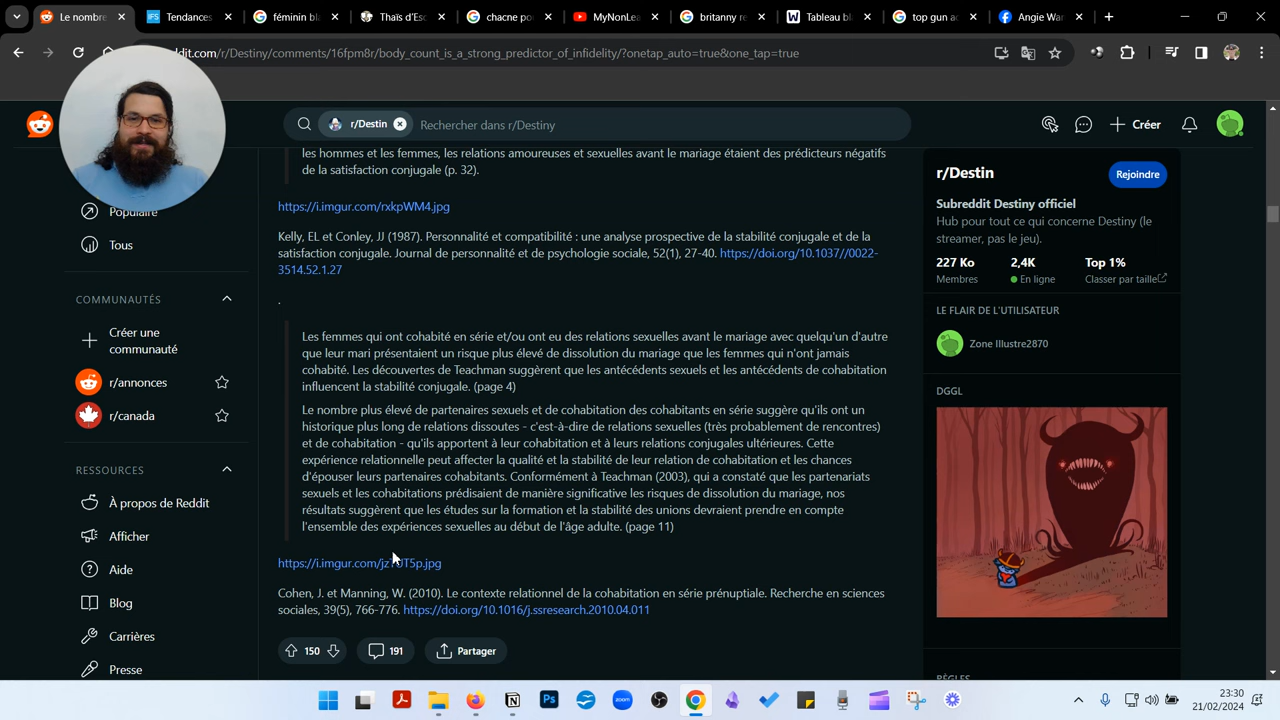 Le nombre
Tendances
féminin bla
Thaïs d'Esc
chacne po
MyNonLea
britanny re
Tableau bla
top gun ac
Angie War
dit.com/r/Destiny/comments/16fpm8r/body_count_is_a_strong_predictor_of_infidelity/?onetap_auto=true&one_tap=true
r/Destin
Rechercher dans r/Destiny
Créer
les hommes et les femmes, les relations amoureuses et sexuelles avant le mariage étaient des prédicteurs négatifs
de la satisfaction conjugale (p. 32).
https://i.imgur.com/rxkpWM4.jpg
Kelly, EL et Conley, JJ (1987). Personnalité et compatibilité : une analyse prospective de la stabilité conjugale et de la
satisfaction conjugale. Journal de personnalité et de psychologie sociale, 52(1), 27-40. https://doi.org/10.1037//0022-
3514.52.1.27
.
Les femmes qui ont cohabité en série et/ou ont eu des relations sexuelles avant le mariage avec quelqu'un d'autre
que leur mari présentaient un risque plus élevé de dissolution du mariage que les femmes qui n'ont jamais
cohabité. Les découvertes de Teachman suggèrent que les antécédents sexuels et les antécédents de cohabitation
influencent la stabilité conjugale. (page 4)
Le nombre plus élevé de partenaires sexuels et de cohabitation des cohabitants en série suggère qu'ils ont un
historique plus long de relations dissoutes - c'est-à-dire de relations sexuelles (très probablement de rencontres)
et de cohabitation - qu'ils apportent à leur cohabitation et à leurs relations conjugales ultérieures. Cette
expérience relationnelle peut affecter la qualité et la stabilité de leur relation de cohabitation et les chances
d'épouser leurs partenaires cohabitants. Conformément à Teachman (2003), qui a constaté que les partenariats
sexuels et les cohabitations prédisaient de manière significative les risques de dissolution du mariage, nos
résultats suggèrent que les études sur la formation et la stabilité des unions devraient prendre en compte
l'ensemble des expériences sexuelles au début de l'âge adulte. (page 11)
Cohen, J. et Manning, W. (2010). Le contexte relationnel de la cohabitation en série prénuptiale. Recherche en sciences
sociales, 39(5), 766-776. https://doi.org/10.1016/j.ssresearch.2010.04.011
150
191
Partager
Populaire
Tous
COMMUNAUTÉS
Créer une
communauté
r/annonces
r/canada
RESSOURCES
À propos de Reddit
Afficher
Aide
Blog
Carrières
Presse
r/Destin
Rejoindre
Subreddit Destiny officiel
Hub pour tout ce qui concerne Destiny (le
streamer, pas le jeu).
227 Ko
2,4K
Top 1%
Membres
En ligne
Classer par taille
LE FLAIR DE L'UTILISATEUR
Zone Illustre2870
DGGL
RÈGLES
23:30
21/02/2024